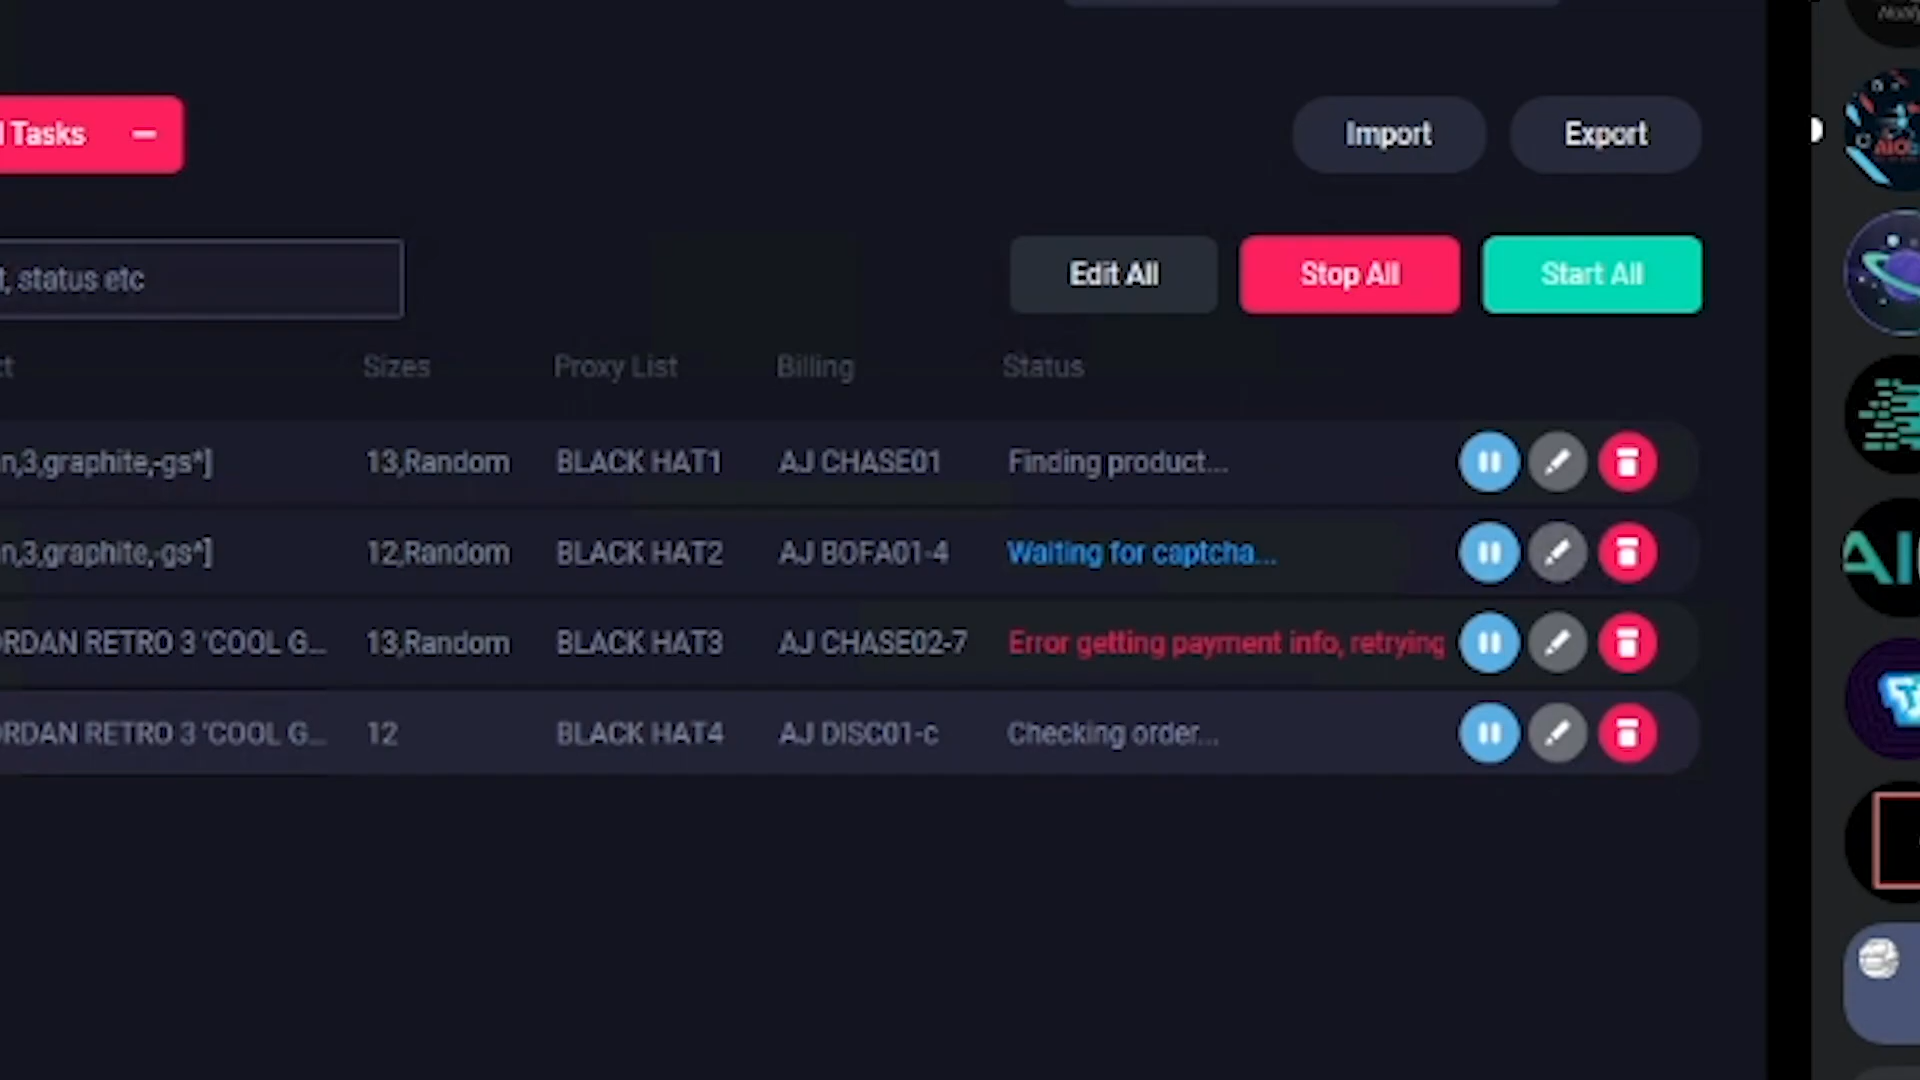 Tasks
Import
Export
, status etc
Edit All
Stop All
Start All
Sizes
Proxy List
Billing
Status
n,3,graphite,-gs*]
13,Random
BLACK HAT1
AJ CHASE01
Finding product...
n,3,graphite,-gs*]
12,Random
BLACK HAT2
AJ BOFA01-4
Waiting for captcha...
RDAN RETRO 3 'COOL G...
13,Random
BLACK HAT3
AJ CHASE02-7
Error getting payment info, retrying
RDAN RETRO 3 'COOL G...
12
BLACK HAT4
AJ DISC01-c
Checking order...
AIO